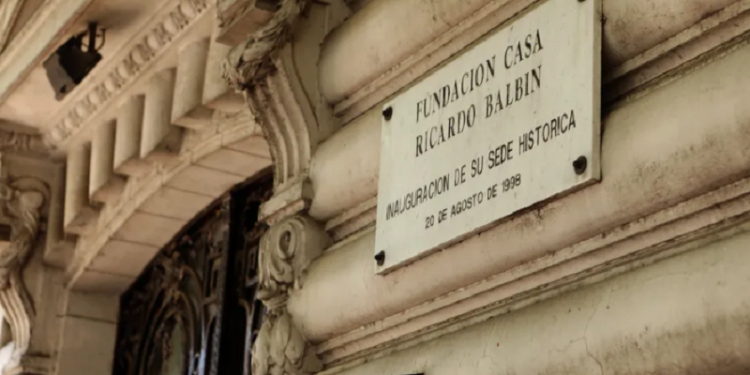 FUNDACION CASA
RICARDO BALBIN
INAUGURACION DE SU SEDE HISTORICA
20 DE AGOSTO DE 1998